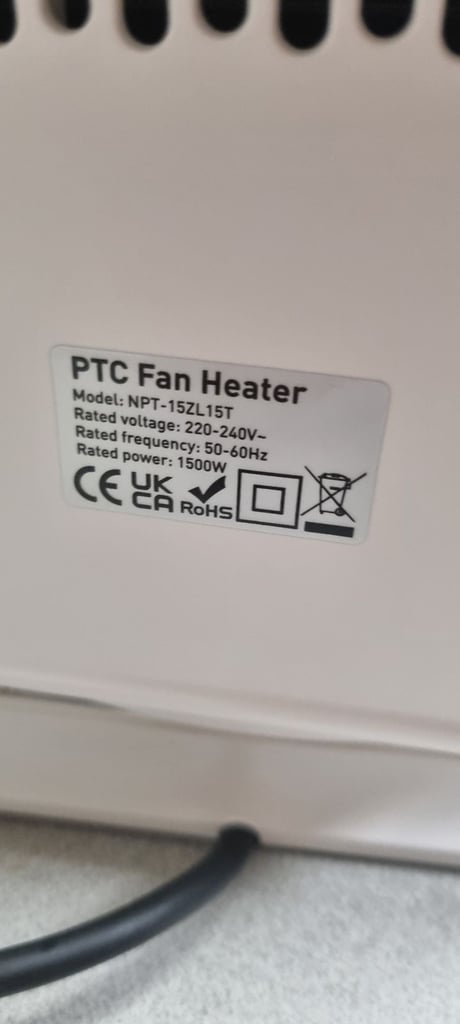 PTC Fan Heater
Model: NPT-15ZL15T
Rated voltage: 220-240V~
Rated frequency: 50-60Hz
Rated power: 1500W
CE UK CA RoHS